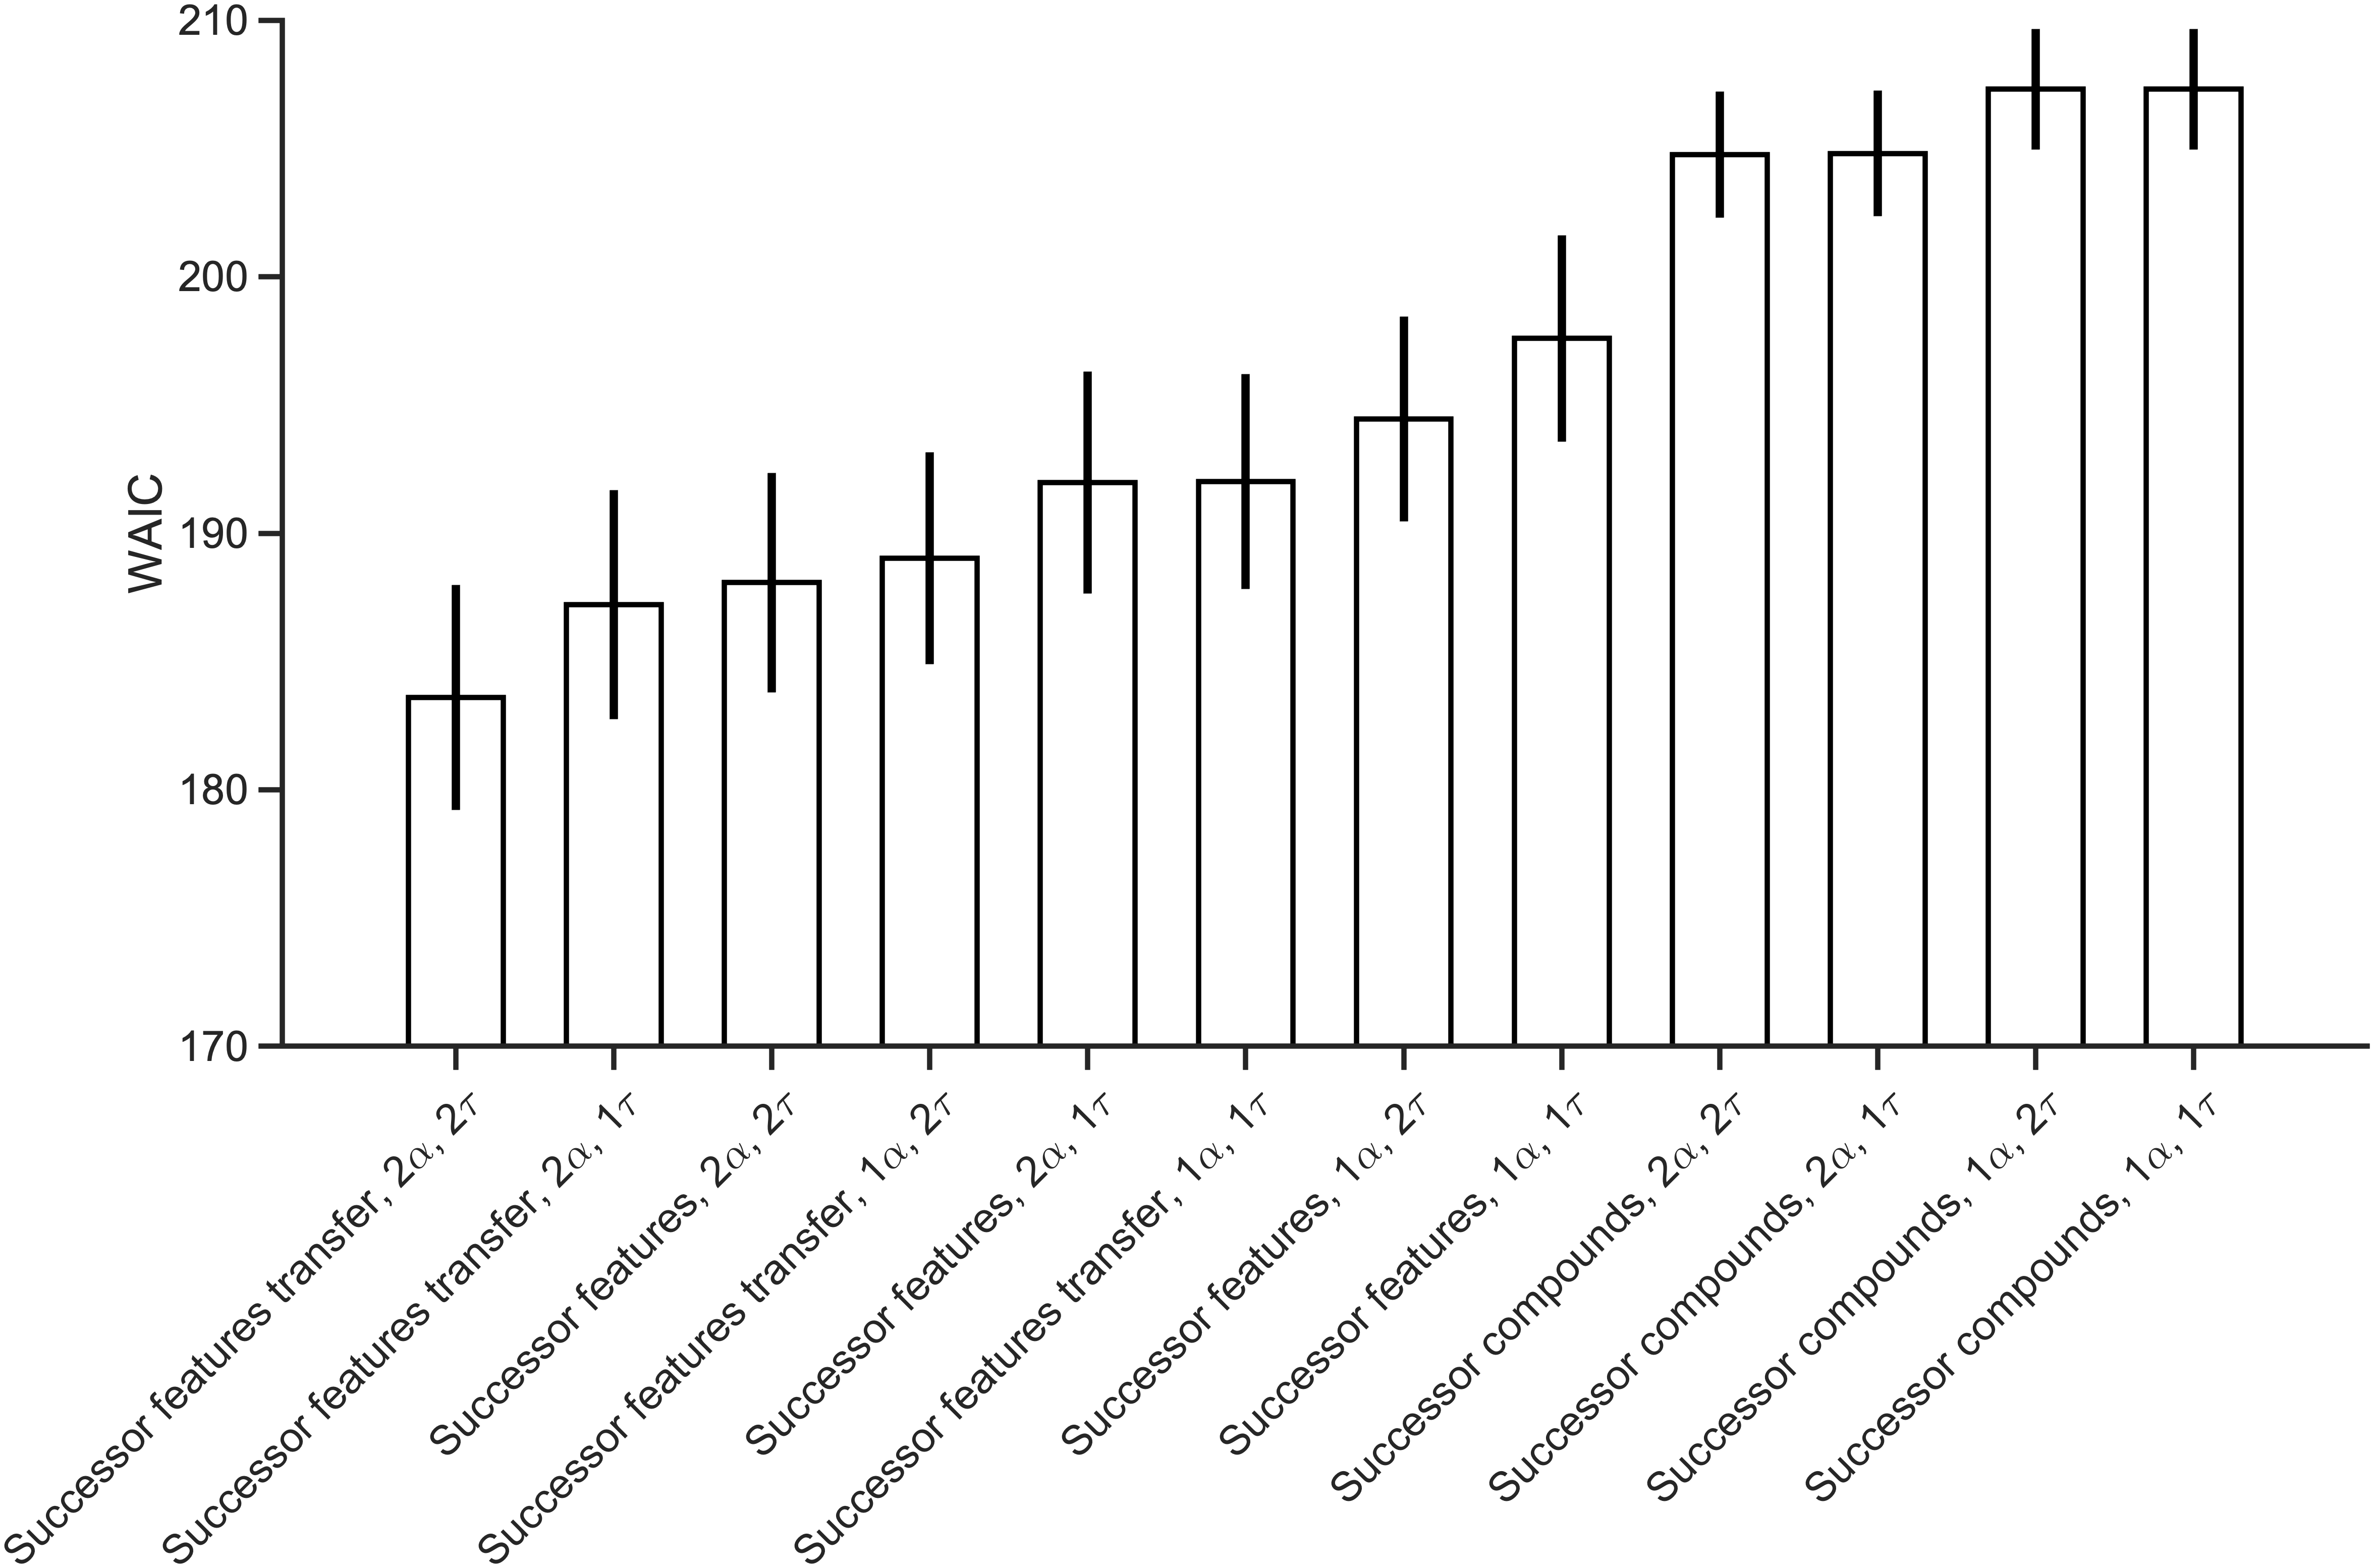 210
200
190
180
170
WAIC
Successor features transfer, 2α, 2τ
Successor features transfer, 2α, 1τ
Successor features, 2α, 2τ
Successor features transfer, 1α, 2τ
Successor features, 2α, 1τ
Successor features transfer, 1α, 1τ
Successor features, 1α, 2τ
Successor features, 1α, 1τ
Successor compounds, 2α, 2τ
Successor compounds, 2α, 1τ
Successor compounds, 1α, 2τ
Successor compounds, 1α, 1τ